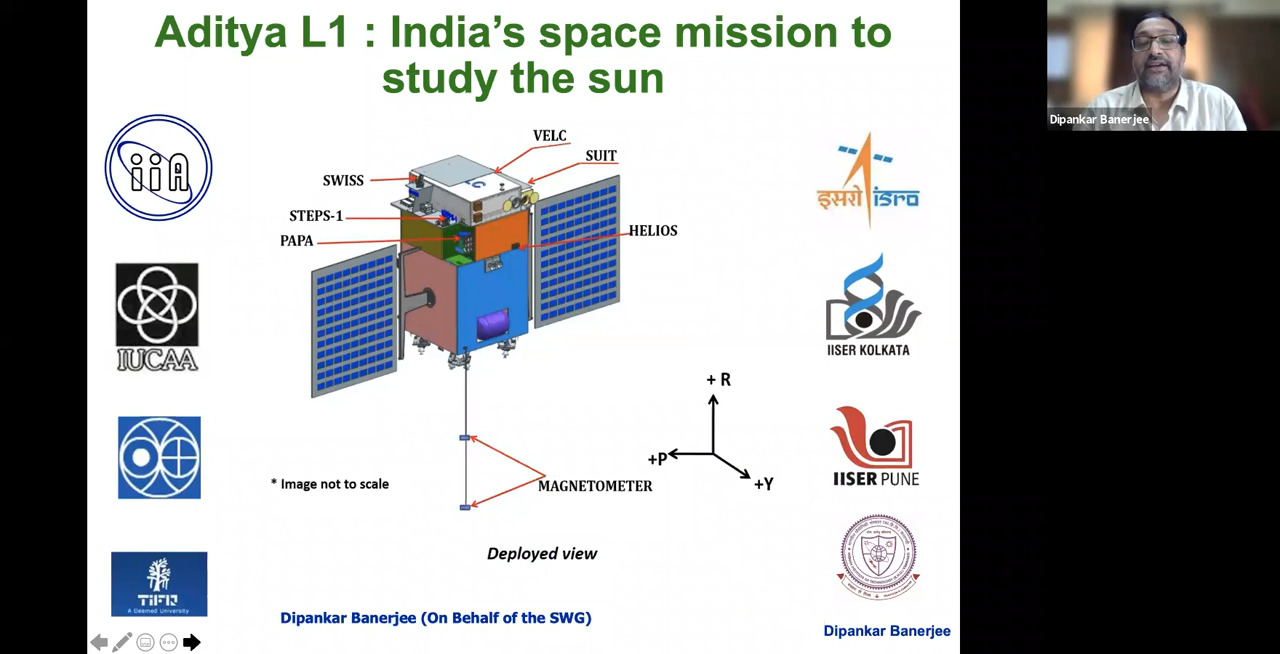 Aditya L1 : India's space mission to
study the sun
Dipankar Banerjee
iiA
VELC
SUIT
SWISS
STEPS-1
PAPA
HELIOS
LC
इसरो isro
IUCAA
IISER KOLKATA
+ R
+P
+Y
* Image not to scale
MAGNETOMETER
IISER PUNE
Deployed view
TIFR
A Deemed University
Dipankar Banerjee (On Behalf of the SWG)
Dipankar Banerjee